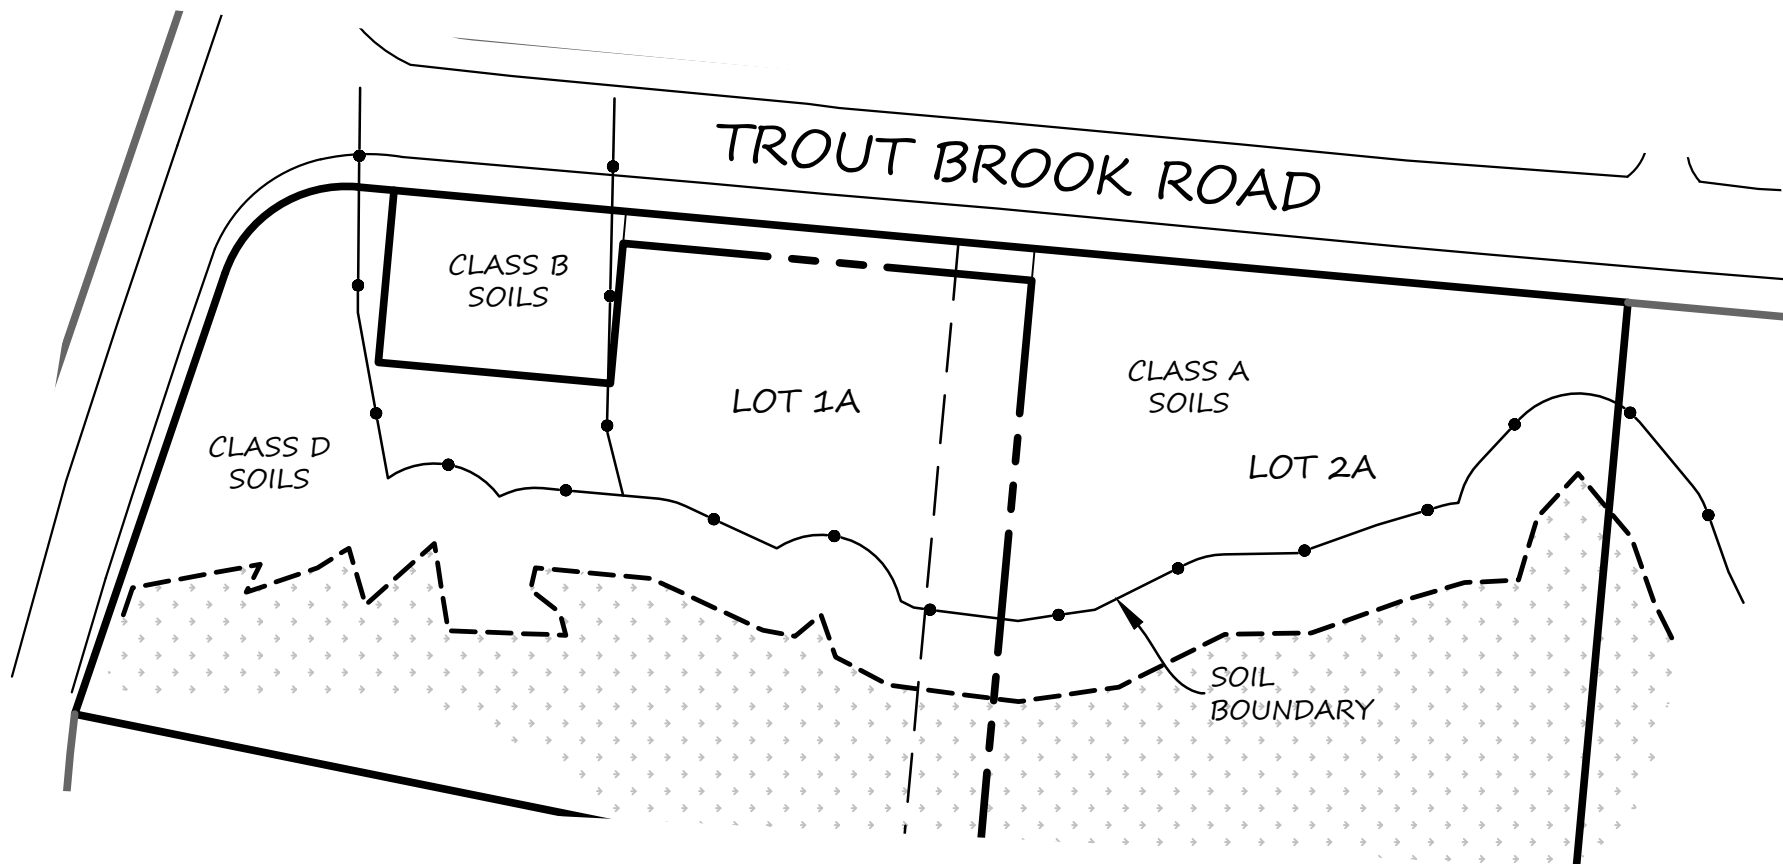 TROUT BROOK ROAD
CLASS B
SOILS
CLASS A
SOILS
LOT 1A
CLASS D
SOILS
LOT 2A
SOIL
BOUNDARY